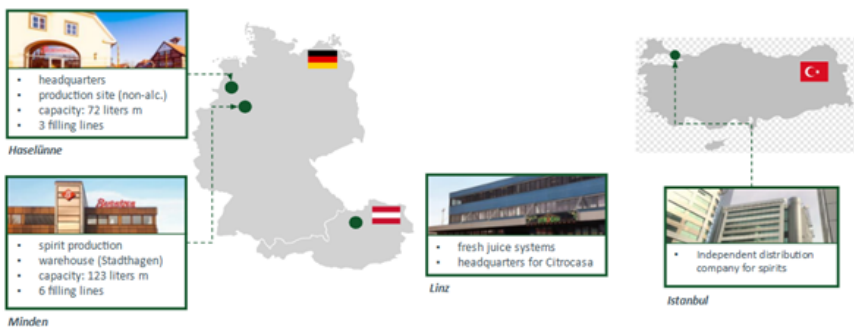 headquarters
production site (non-alc.)
capacity: 72 liters m
3 filling lines
Haselünne
spirit production
warehouse (Stadthagen)
capacity: 123 liters m
6 filling lines
Minden
fresh juice systems
headquarters for Citrocasa
Linz
Independent distribution
company for spirits
Istanbul